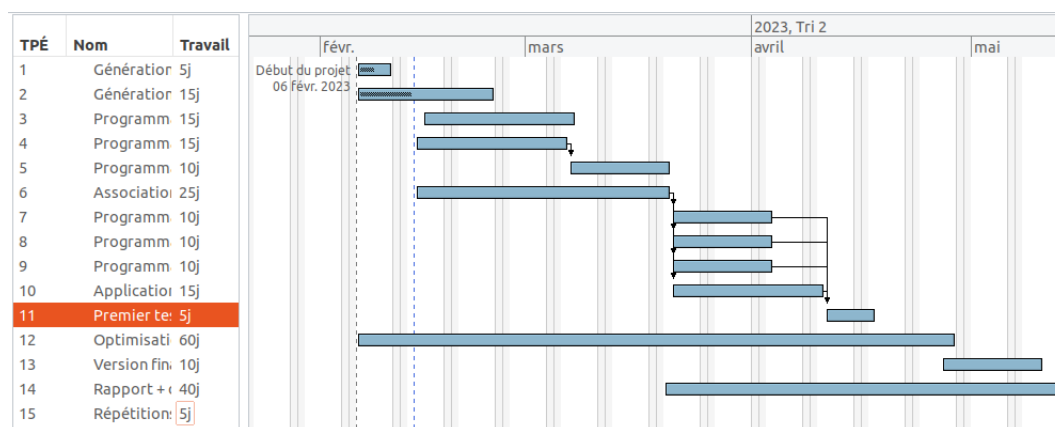 2023, Tri 2
TPÉ Nom Travail févr. mars avril mai
1 Génération 5j
Début du projet
06 févr. 2023
2 Génération 15j
3 Programm 15j
4 Programm 15j
5 Programm 10j
6 Association 25j
7 Programm 10j
8 Programm 10j
9 Programm 10j
10 Application 15j
11 Premier te 5j
12 Optimisati 60j
13 Version fin 10j
14 Rapport + 40j
15 Répétition 5j